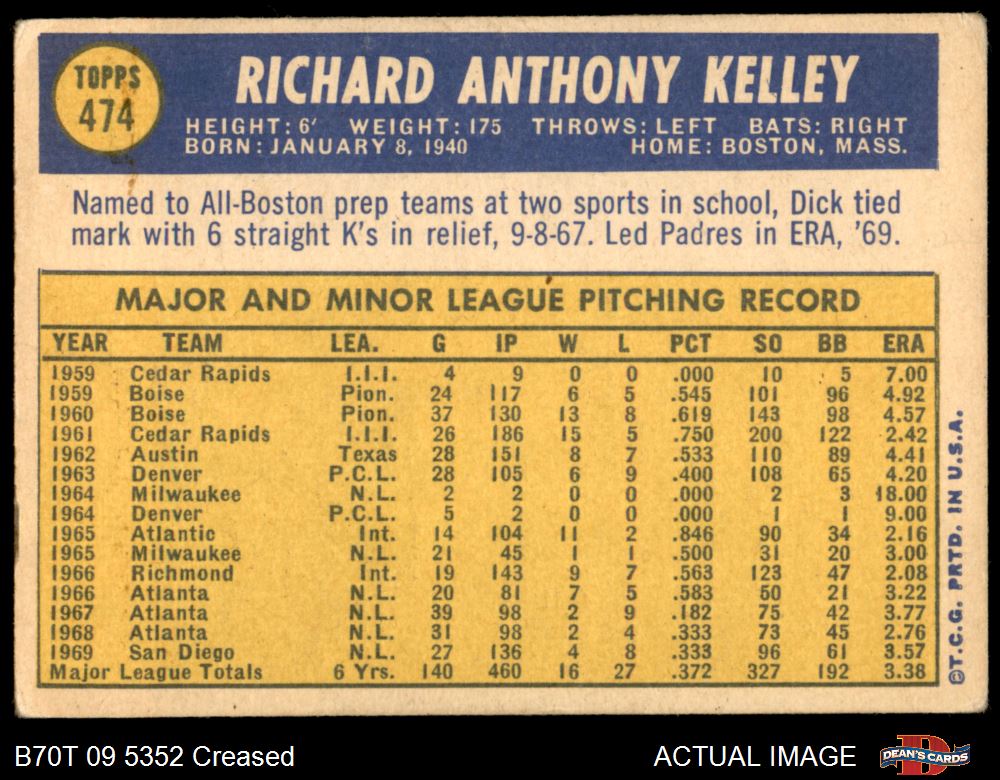 TOPPS
474
RICHARD ANTHONY KELLEY
HEIGHT: 6' WEIGHT: 175 THROWS: LEFT BATS: RIGHT
BORN: JANUARY 8, 1940 HOME: BOSTON, MASS.
Named to All-Boston prep teams at two sports in school, Dick tied
mark with 6 straight K's in relief, 9-8-67. Led Padres in ERA, '69.
MAJOR AND MINOR LEAGUE PITCHING RECORD
YEAR TEAM LEA. G IP W L PCT SO BB ERA
1959 Cedar Rapids I.I.I. 4 9 0 0 .000 10 5 7.00
1959 Boise Pion. 24 117 6 5 .545 101 96 4.92
1960 Boise Pion. 37 130 13 8 .619 143 98 4.57
1961 Cedar Rapids I.I.I. 26 186 15 5 .750 200 122 2.42
1962 Austin Texas 28 151 8 7 .533 110 89 4.41
1963 Denver P.C.L. 28 105 6 9 .400 108 65 4.20
1964 Milwaukee N.L. 2 2 0 0 .000 2 3 18.00
1964 Denver P.C.L. 5 2 0 0 .000 1 1 9.00
1965 Atlantic Int. 14 104 11 2 .846 90 34 2.16
1965 Milwaukee N.L. 21 45 1 1 .500 31 20 3.00
1966 Richmond Int. 19 143 9 7 .563 123 47 2.08
1966 Atlanta N.L. 20 81 7 5 .583 50 21 3.22
1967 Atlanta N.L. 39 98 2 9 .182 75 42 3.77
1968 Atlanta N.L. 31 98 2 4 .333 73 45 2.76
1969 San Diego N.L. 27 136 4 8 .333 96 61 3.57
Major League Totals 6 Yrs. 140 460 16 27 .372 327 192 3.38
©T.C.G. PRTD. IN U.S.A.
B70T 09 5352 Creased ACTUAL IMAGE
DEAN'S CARDS